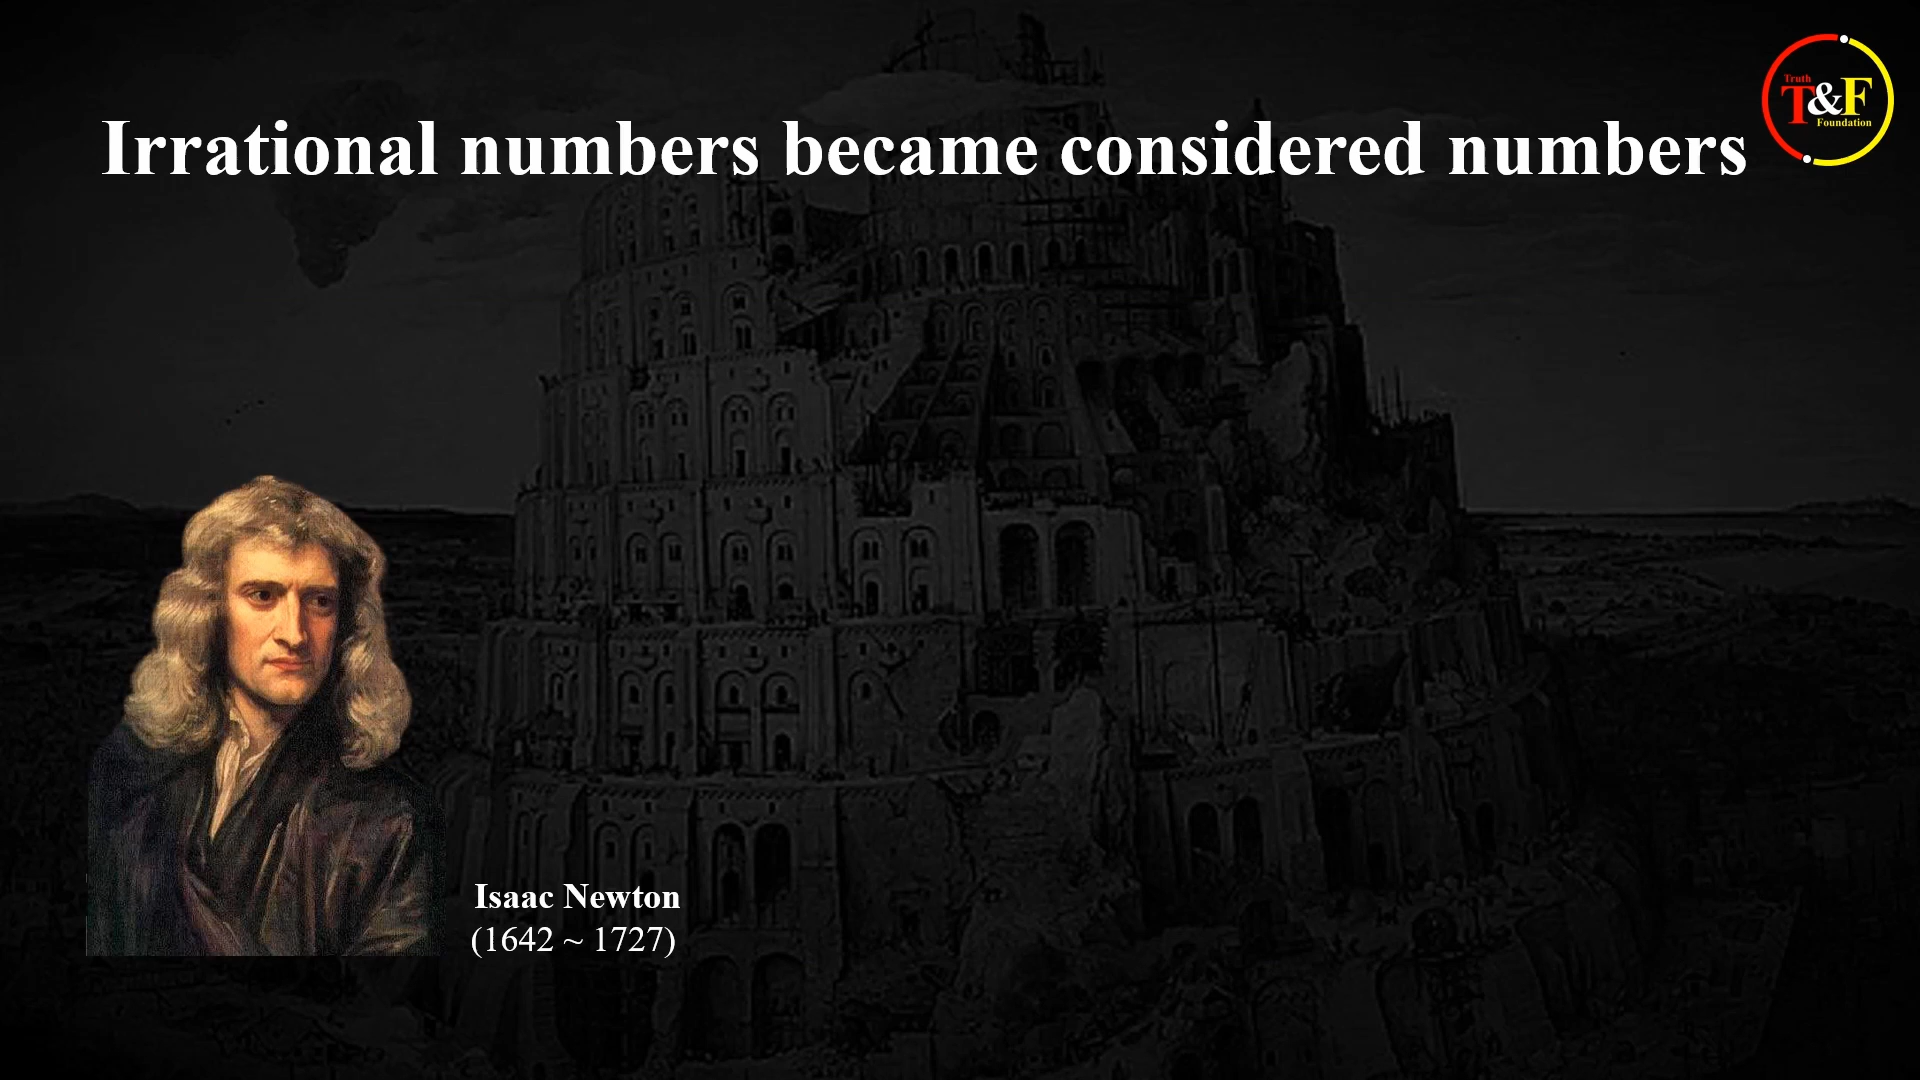 Truth
T&F
Foundation
Irrational numbers became considered numbers
Isaac Newton
(1642 ~ 1727)